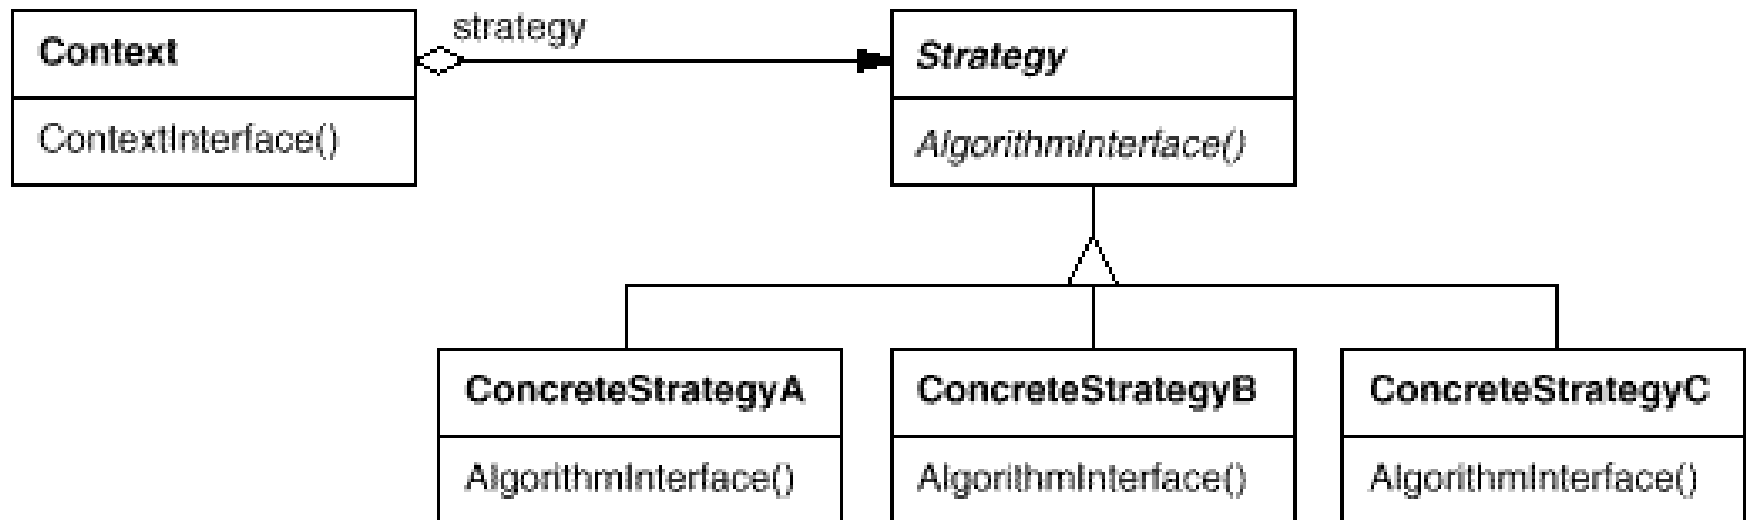 Context
strategy
Strategy
ContextInterface()
AlgorithmInterface()
ConcreteStrategyA
ConcreteStrategyB
ConcreteStrategyC
AlgorithmInterface()
AlgorithmInterface()
AlgorithmInterface()